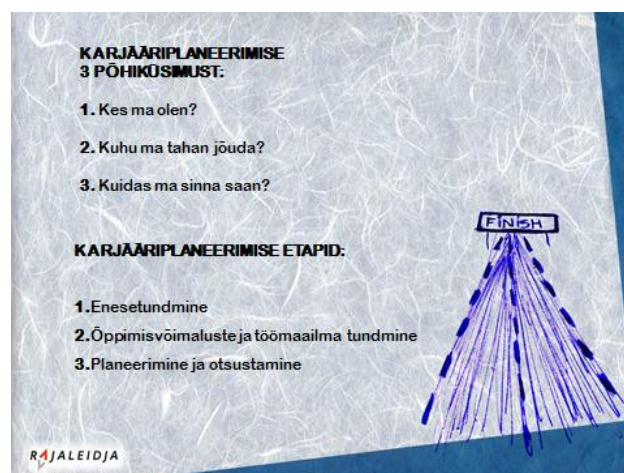 KARJÄÄRIPLANEERIMISE
3 PÕHIKÜSIMUST:
1. Kes ma olen?
2. Kuhu ma tahan jõuda?
3. Kuidas ma sinna saan?
FINISH
KARJÄÄRIPLANEERIMISE ETAPID:
1.Enesetundmine
2.Õppimisvõimaluste ja töömaailma tundmine
3.Planeerimine ja otsustamine
RAJALEIDJA